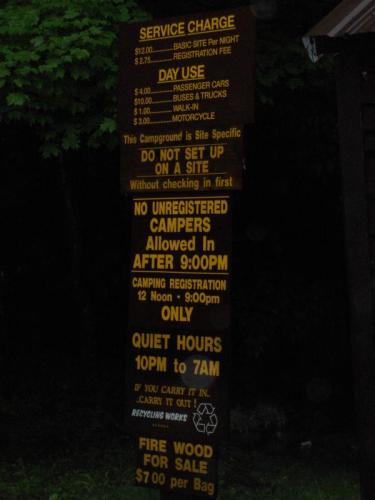 SERVICE CHARGE
$12.00..........BASIC-SITE Per NIGHT
$2.75..........REGISTRATION FEE
DAY USE
$4.00..........PASSENGER CARS
$10.00..........BUSES & TRUCKS
$1.00..........WALK-IN
$3.00..........MOTORCYCLE
This Campground is Site Specific
DO NOT SET UP
ON A SITE
Without checking in first
NO UNREGISTERED
CAMPERS
Allowed In
AFTER 9:00PM
CAMPING REGISTRATION
12 Noon - 9:00pm
ONLY
QUIET HOURS
10PM to 7AM
IF YOU CARRY IT IN..
..CARRY IT OUT!
RECYCLING WORKS
FIRE WOOD
FOR SALE
$7.00 per Bag